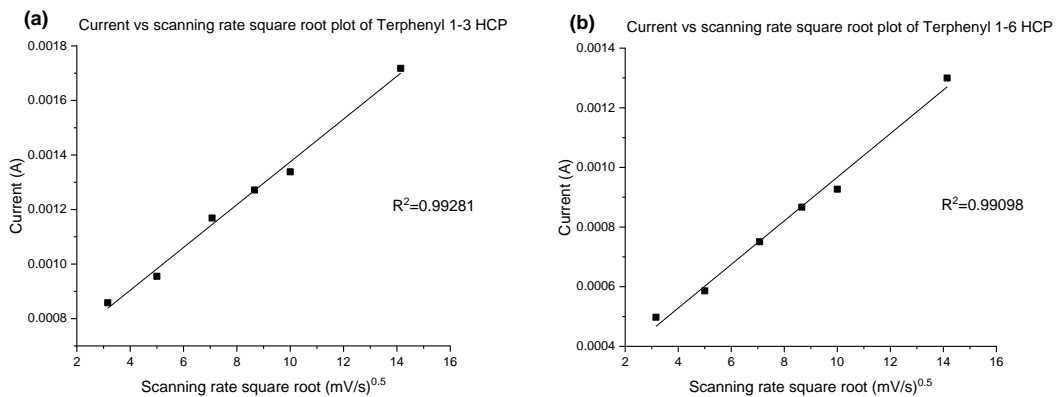 (a)
Current vs scanning rate square root plot of Terphenyl 1-3 HCP
0.0018
0.0016
0.0014
0.0012
0.0010
0.0008
Current (A)
R²=0.99281
2 4 6 8 10 12 14 16
Scanning rate square root (mV/s)⁰·⁵
(b)
Current vs scanning rate square root plot of Terphenyl 1-6 HCP
0.0014
0.0012
0.0010
0.0008
0.0006
0.0004
Current (A)
R²=0.99098
2 4 6 8 10 12 14 16
Scanning rate square root (mV/s)⁰·⁵